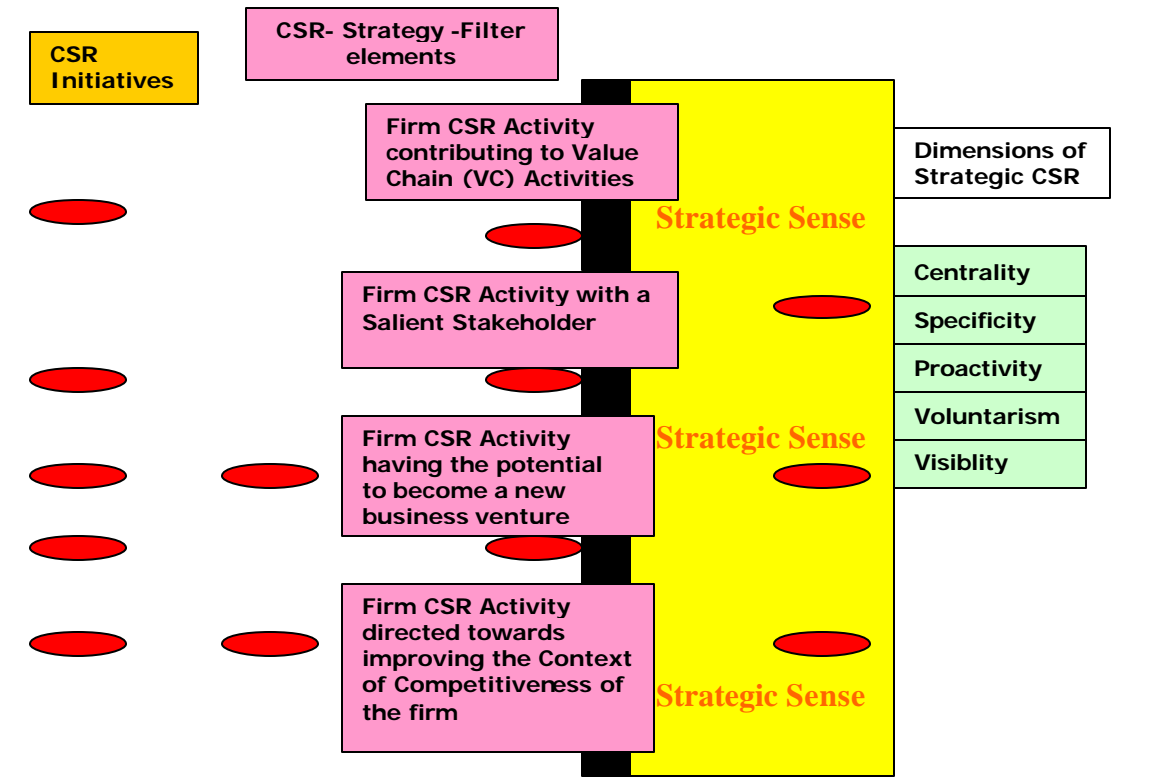 CSR
Initiatives
CSR- Strategy -Filter
elements
Firm CSR Activity
contributing to Value
Chain (VC) Activities
Strategic Sense
Dimensions of
Strategic CSR
Firm CSR Activity with a
Salient Stakeholder
Centrality
Specificity
Proactivity
Voluntarism
Visiblity
Firm CSR Activity
having the potential
to become a new
business venture
Strategic Sense
Firm CSR Activity
directed towards
improving the Context
of Competitiveness of
the firm
Strategic Sense